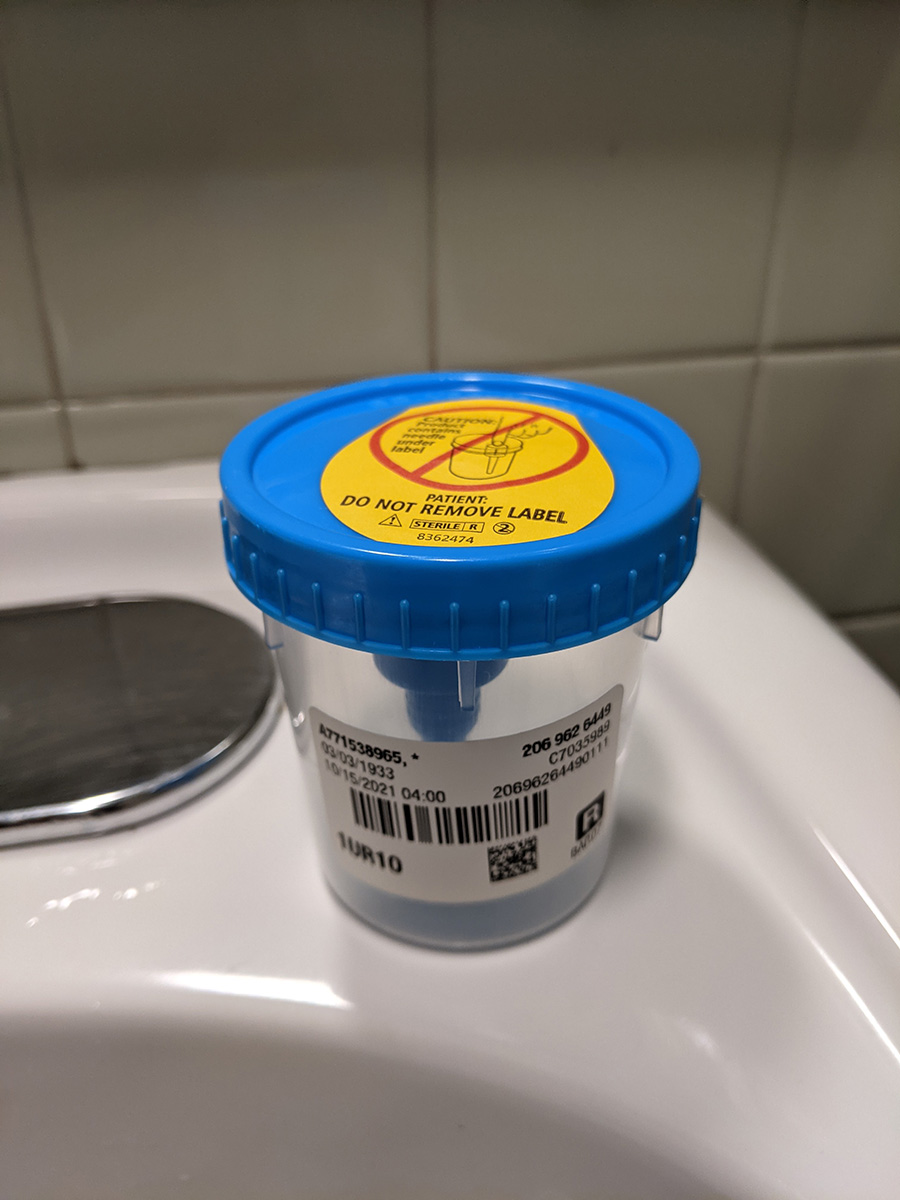 CAUTION:
Product
contains
needle
under
label
PATIENT:
DO NOT REMOVE LABEL
STERILE R 2
8362474
A771538965, *
03/03/1933
10/15/2021 04:00
206 962 6449
C7035989
20696264490111
1UR10
R